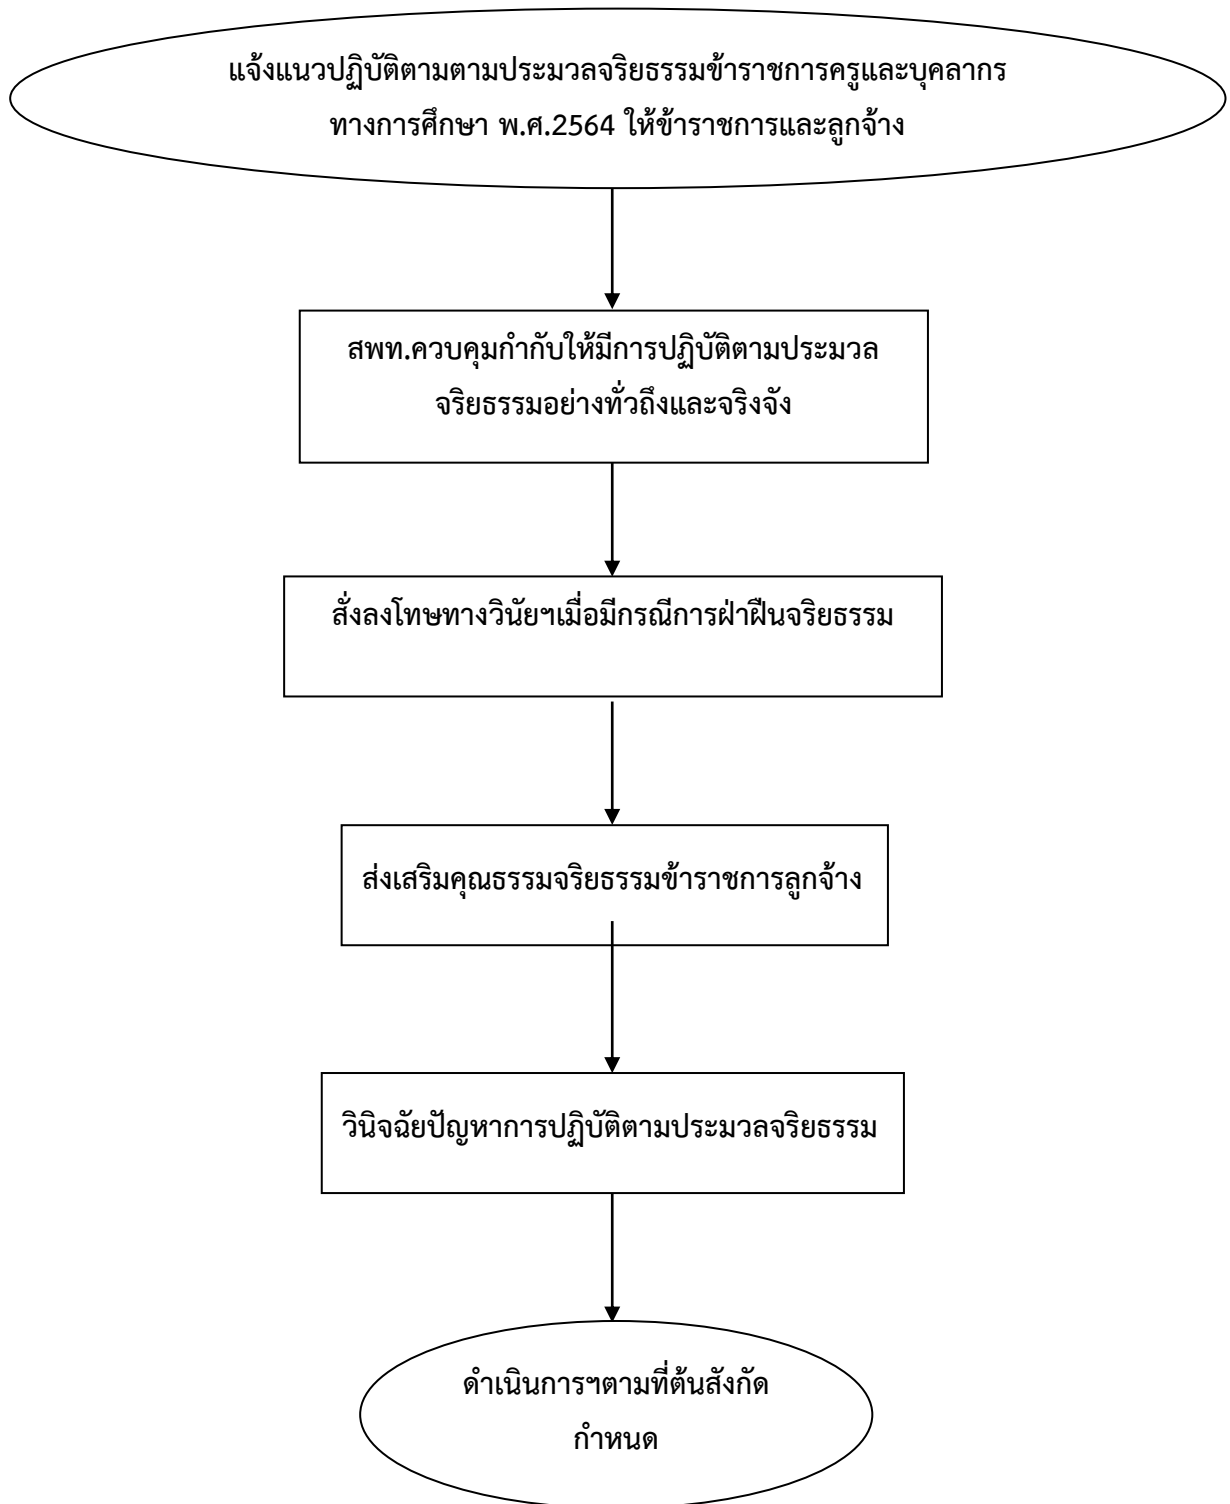 แจ้งแนวปฏิบัติตามตามประมวลจริยธรรมข้าราชการครูและบุคลากร
ทางการศึกษา พ.ศ.2564 ให้ข้าราชการและลูกจ้าง
สพท.ควบคุมกำกับให้มีการปฏิบัติตามประมวล
จริยธรรมอย่างทั่วถึงและจริงจัง
สั่งลงโทษทางวินัยฯเมื่อมีกรณีการฝ่าฝืนจริยธรรม
ส่งเสริมคุณธรรมจริยธรรมข้าราชการลูกจ้าง
วินิจฉัยปัญหาการปฏิบัติตามประมวลจริยธรรม
ดำเนินการฯตามที่ต้นสังกัด
กำหนด